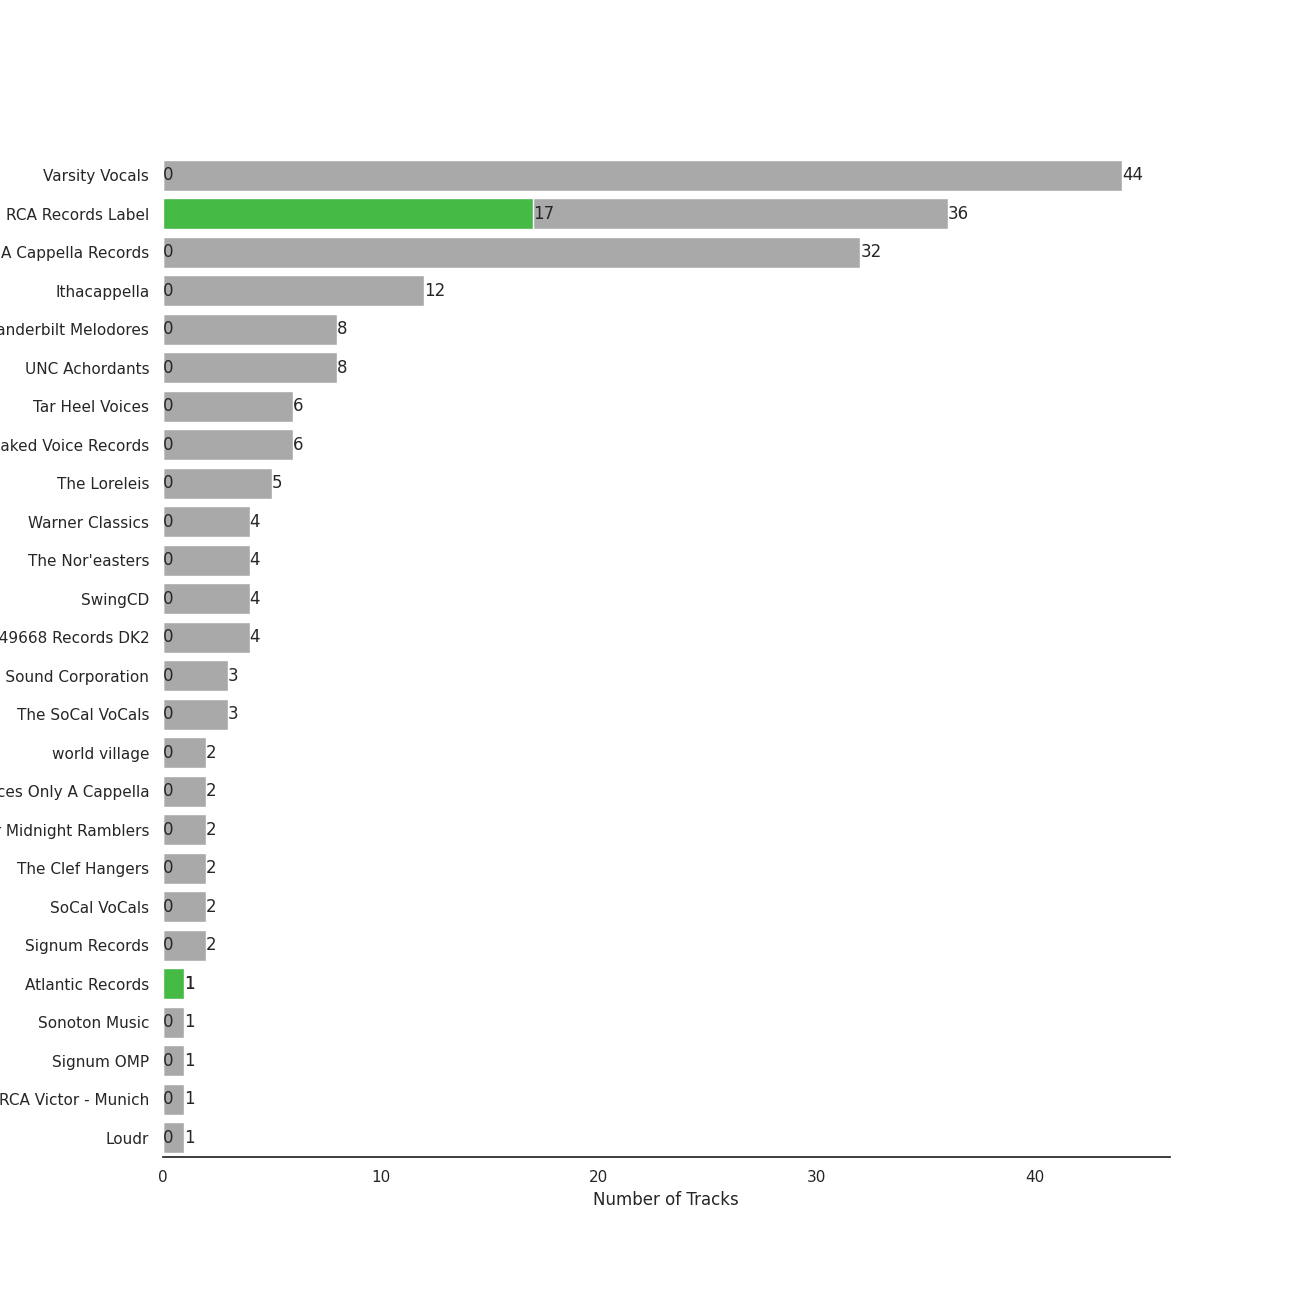 Varsity Vocals 0 44
RCA Records Label 17 36
A Cappella Records 0 32
Ithacappella 0 12
Melodores 0 8
UNC Achordants 0 8
Tar Heel Voices 0 6
Voice Records 0 6
The Loreleis 0 5
Warner Classics 0 4
The Nor'easters 0 4
SwingCD 0 4
49668 Records DK2 0 4
Sound Corporation 0 3
The SoCal VoCals 0 3
world village 0 2
Only A Cappella 0 2
Midnight Ramblers 0 2
The Clef Hangers 0 2
SoCal VoCals 0 2
Signum Records 0 2
Atlantic Records 1
Sonoton Music 0 1
Signum OMP 0 1
RCA Victor - Munich 0 1
Loudr 0 1
0 10 20 30 40
Number of Tracks